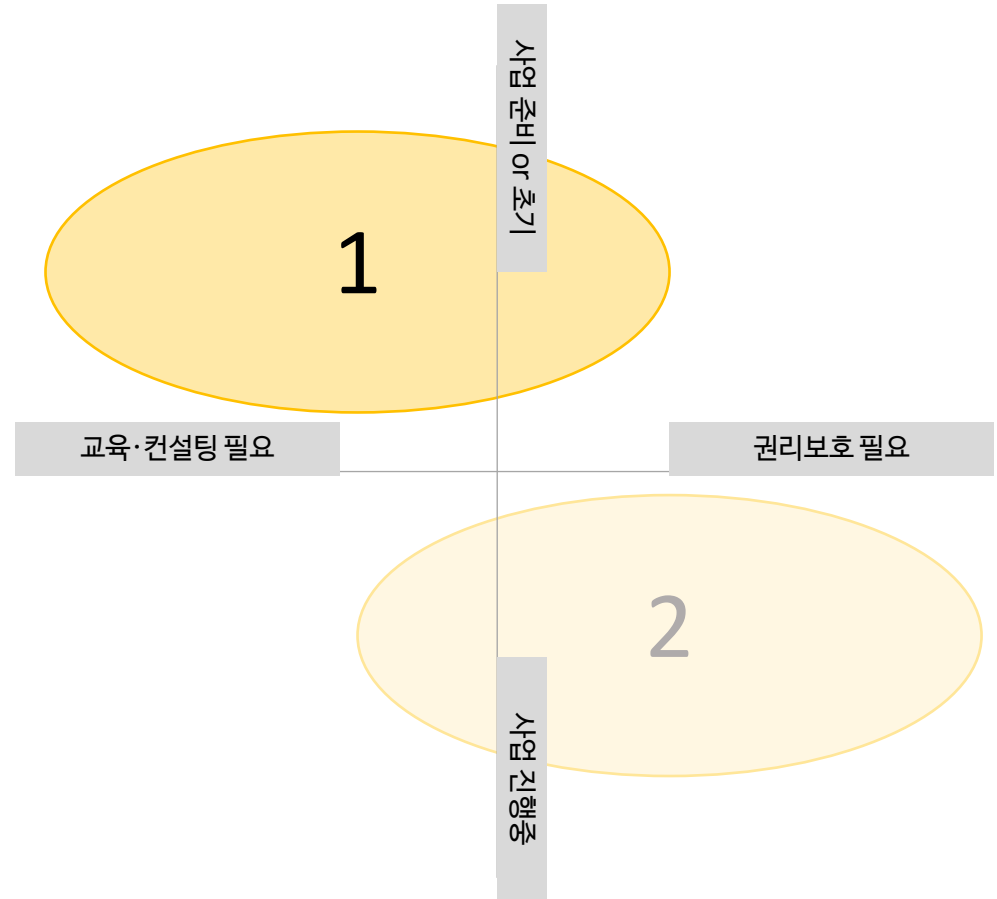 사업 준비 or 초기
1
교육·컨설팅 필요
권리보호 필요
2
사업 진행중